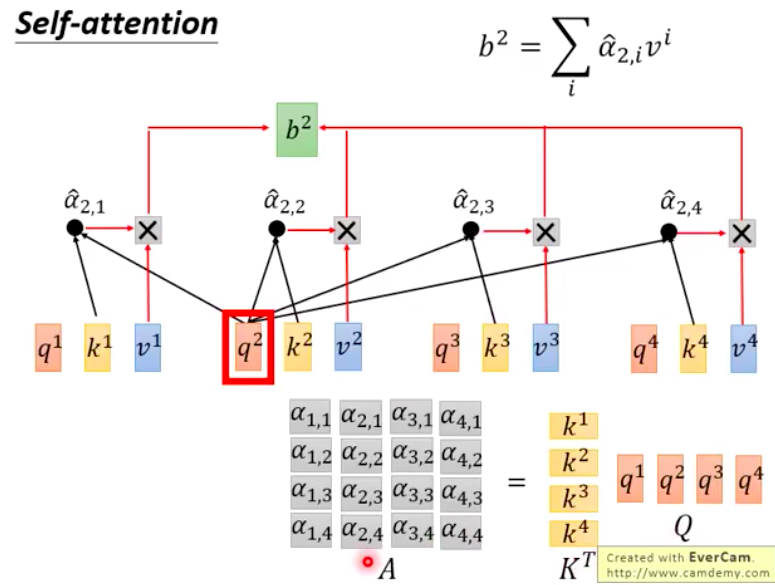 Self-attention
b² = ∑ᵢ α̂₂,ᵢvⁱ
b²
α̂₂,₁ α̂₂,₂ α̂₂,₃ α̂₂,₄
× × × ×
q¹ k¹ v¹ q² k² v² q³ k³ v³ q⁴ k⁴ v⁴
α₁,₁ α₂,₁ α₃,₁ α₄,₁
α₁,₂ α₂,₂ α₃,₂ α₄,₂
α₁,₃ α₂,₃ α₃,₃ α₄,₃
α₁,₄ α₂,₄ α₃,₄ α₄,₄
A
=
k¹
k²
k³
k⁴
Kᵀ
q¹ q² q³ q⁴
Q
Created with EverCam.
http://www.camdemy.com